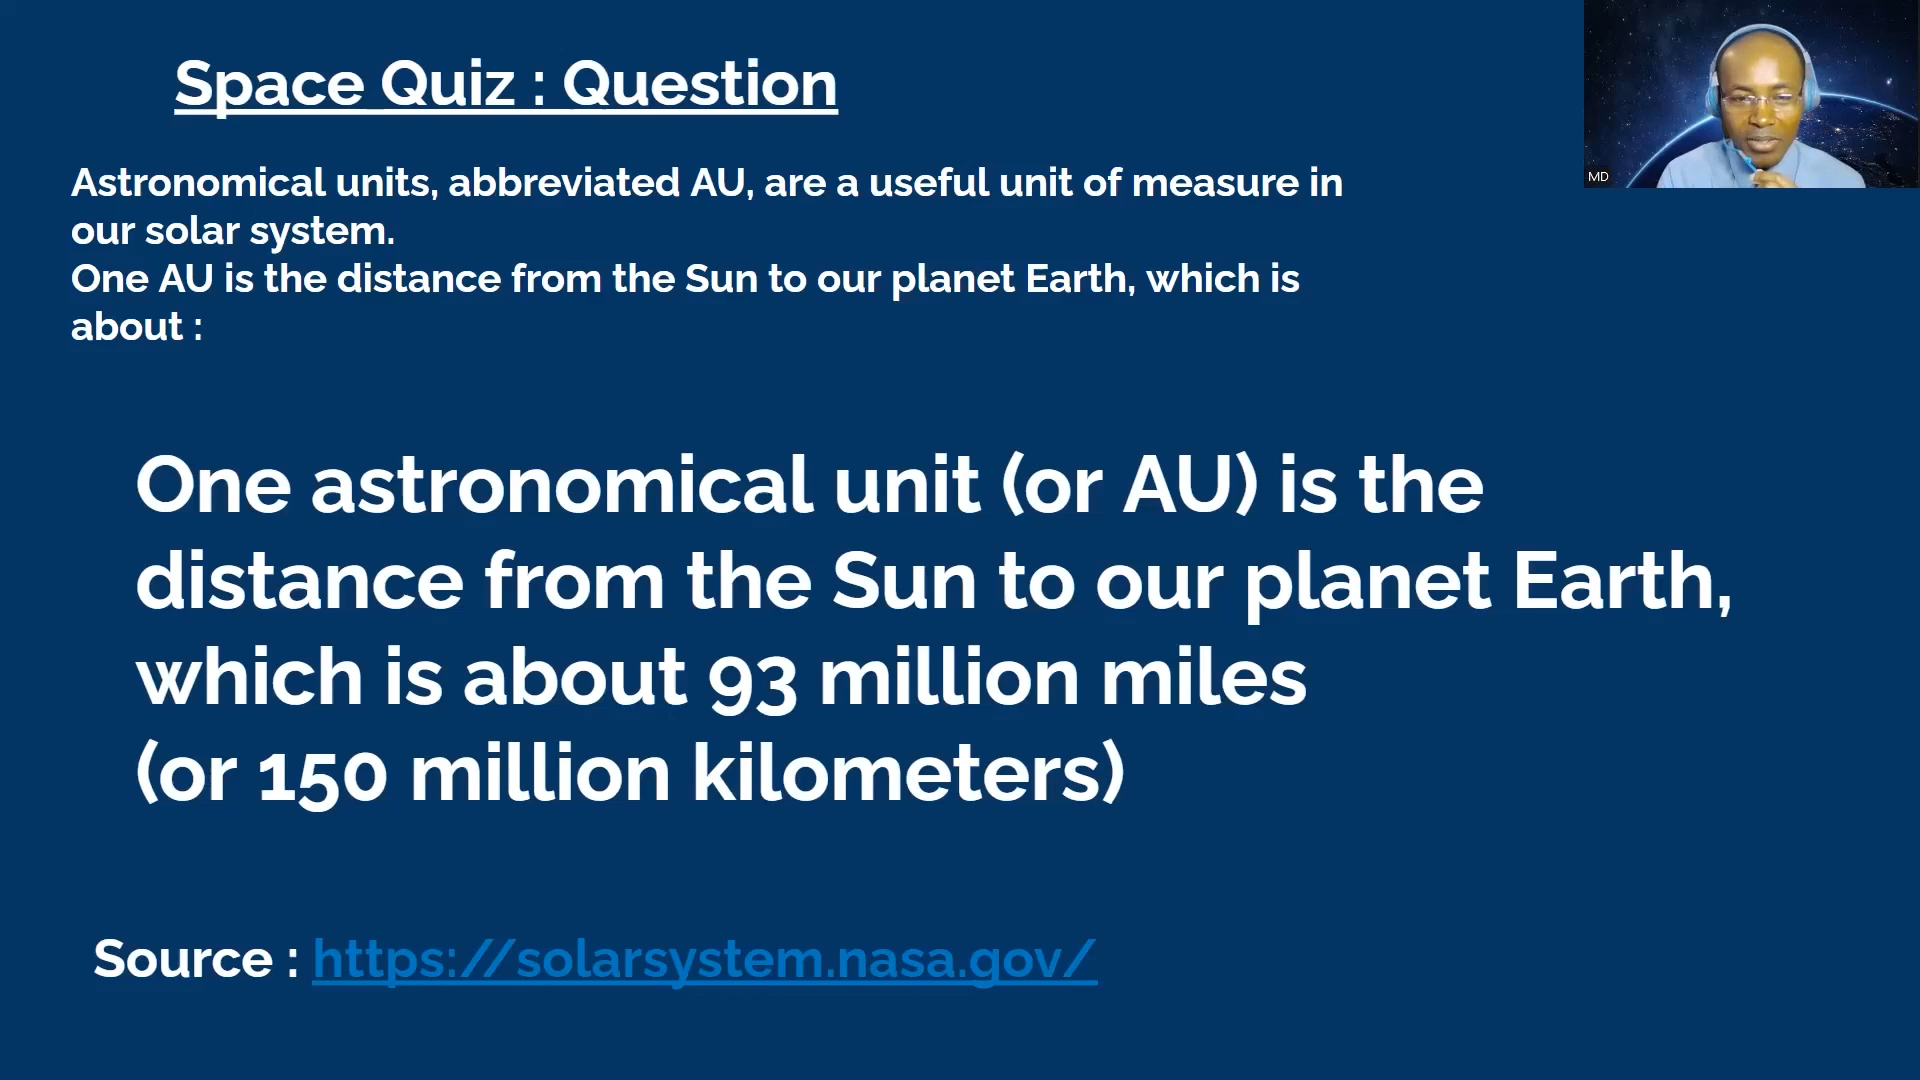 Space Quiz : Question
MD
Astronomical units, abbreviated AU, are a useful unit of measure in
our solar system.
One AU is the distance from the Sun to our planet Earth, which is
about :
One astronomical unit (or AU) is the
distance from the Sun to our planet Earth,
which is about 93 million miles
(or 150 million kilometers)
Source : https://solarsystem.nasa.gov/